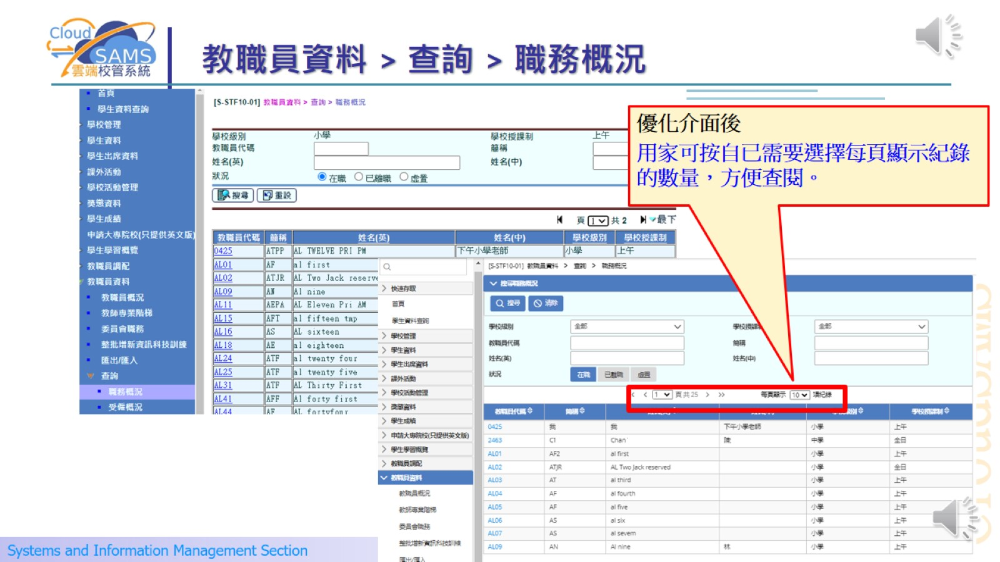 Cloud
SAMS
雲端校管系統
教職員資料 > 查詢 > 職務概況
首頁
學生資料查詢
學校管理
學生資料
學生出席資料
課外活動
學校活動管理
獎懲資料
學生成績
申請大專院校(只提供英文版)
學生學習概覽
教職員調配
教職員資料
教職員概況
教師專業階梯
委員會職務
整批增新資訊科技訓練
匯出/匯入
查詢
職務概況
受僱概況
[S-STF10-01] 教職員資料 > 查詢 > 職務概況
學校級別 小學 學校授課制 上午
教職員代碼 簡稱
姓名(英) 姓名(中)
狀況 在職 已離職 虛置
搜尋 重設
頁 1 共 2 最下
教職員代碼 簡稱 姓名(英) 姓名(中) 學校級別 學校授課制
0425 ATPP AL TWELVE PRI PM 下午小學老師 小學 上午
AL01 AF al first
AL02 ATJR AL Two Jack reserve
AL09 AN Al nine
AL11 AEPA AL Eleven Pri AM
AL15 AFT al fifteen tmp
AL16 AS AL sixteen
AL18 AE al eighteen
AL24 ATF al twenty four
AL25 ATF al twenty five
AL31 ATF AL Thirty First
AL41 AFF Al forty first
AL44 AF AL fortyfour
優化介面後
用家可按自已需要選擇每頁顯示紀錄
的數量，方便查閱。
快速存取
首頁
學生資料查詢
學校管理
學生資料
學生出席資料
課外活動
學校活動管理
獎懲資料
學生成績
申請大專院校(只提供英文版)
學生學習概覽
教職員調配
教職員資料
教職員概況
教師專業階梯
委員會職務
整批增新資訊科技訓練
匯出/匯入
[S-STF10-01] 教職員資料 > 查詢 > 職務概況
搜尋職務概況
搜尋 清除
學校級別 全部 學校授課制 全部
教職員代碼 簡稱
姓名(英) 姓名(中)
狀況 在職 已離職 虛置
1 頁共 25 每頁顯示 10 項紀錄
教職員代碼 簡稱 學校級別 學校授課制
0425 我 我 下午小學老師 小學 上午
2463 CT Chan` 陳 中學 全日
AL01 AF2 al first 小學 上午
AL02 ATJR AL Two Jack reserved 小學 全日
AL03 AT al third 小學 上午
AL04 AF al fourth 小學 上午
AL05 AF al five 小學 上午
AL06 AS al six 小學 上午
AL07 AS al sevem 小學 上午
AL09 AN Al nine 林 小學 上午
Systems and Information Management Section